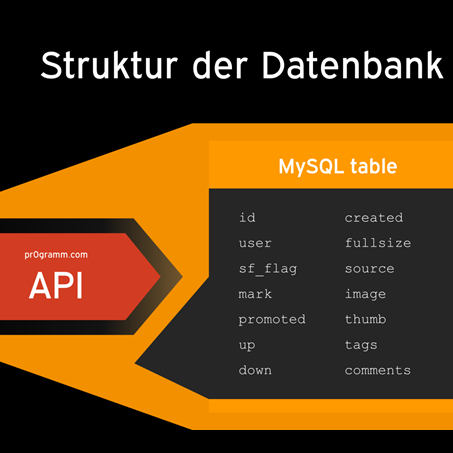 Struktur der Datenbank
MySQL table
id created
user fullsize
sf_flag source
mark image
promoted thumb
up tags
down comments
pr0gramm.com
API